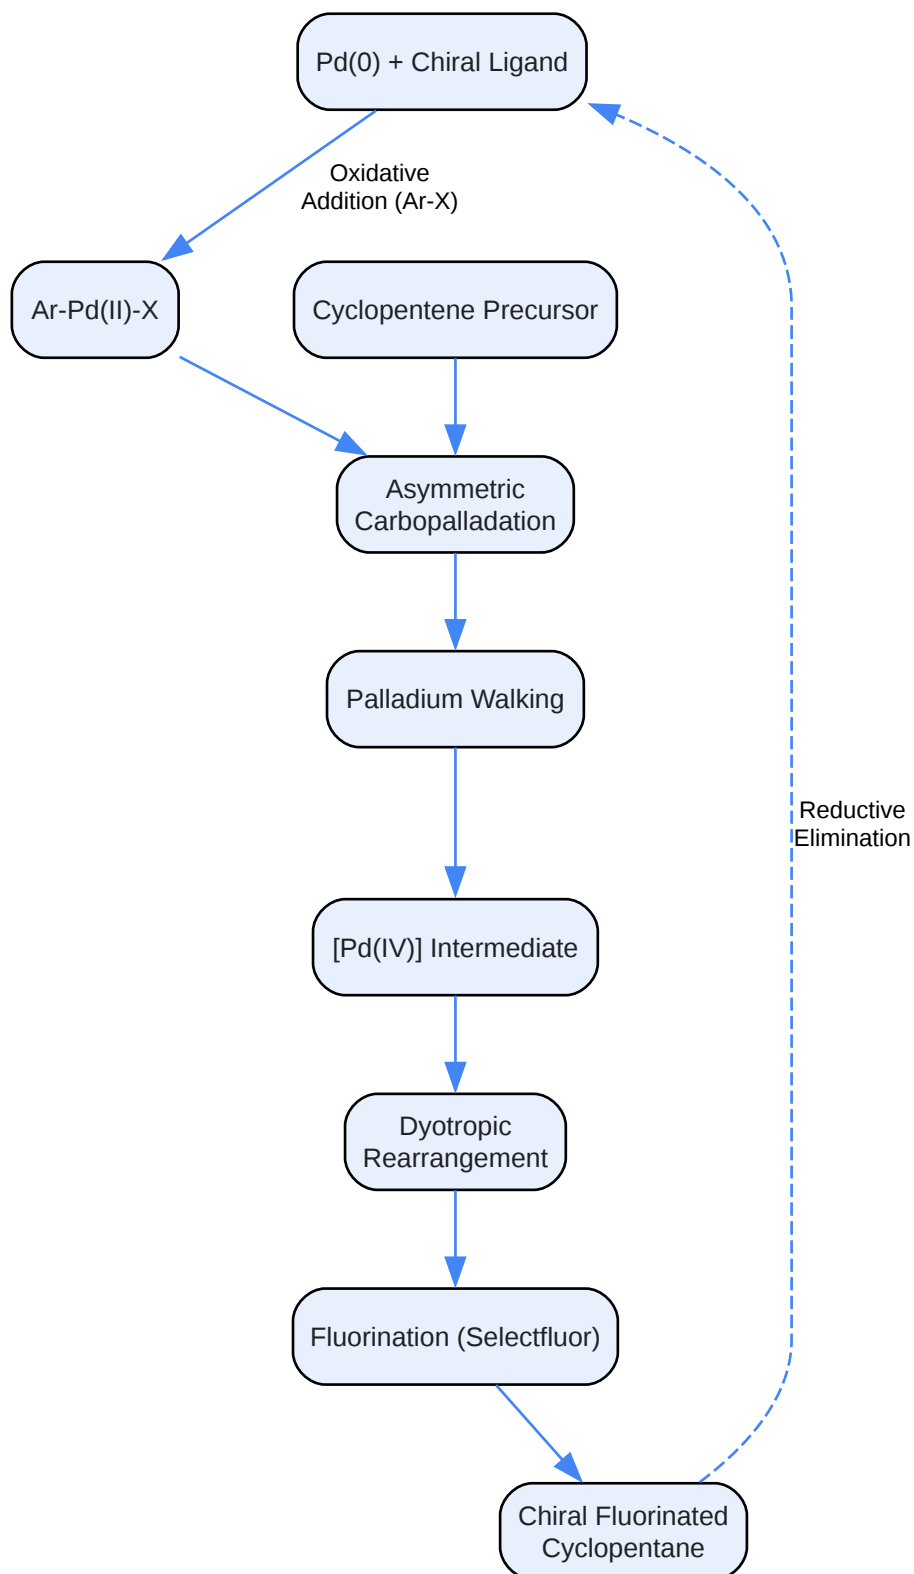 Pd(0) + Chiral Ligand
Oxidative
Addition (Ar-X)
Ar-Pd(II)-X
Cyclopentene Precursor
Asymmetric
Carbopalladation
Palladium Walking
Reductive
Elimination
[Pd(IV)] Intermediate
Dyotropic
Rearrangement
Fluorination (Selectfluor)
Chiral Fluorinated
Cyclopentane